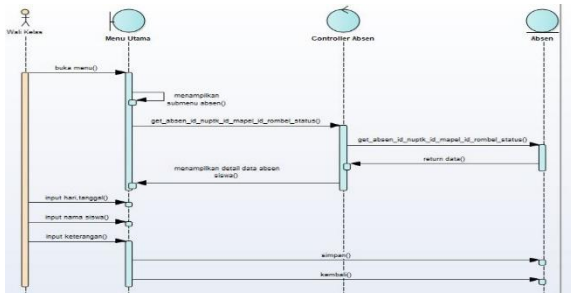 Wali Kelas
Menu Utama
Controller Absen
Absen
buka menu()
menampilkan
submenu absen()
get_absen_id_nuptk_id_mapel_id_rombel_status()
get_absen_id_nuptk_id_mapel_id_rombel_status()
return data()
menampilkan detail data absen
siswa()
input hari,tanggal()
input nama siswa()
input keterangan()
simpan()
kembali()